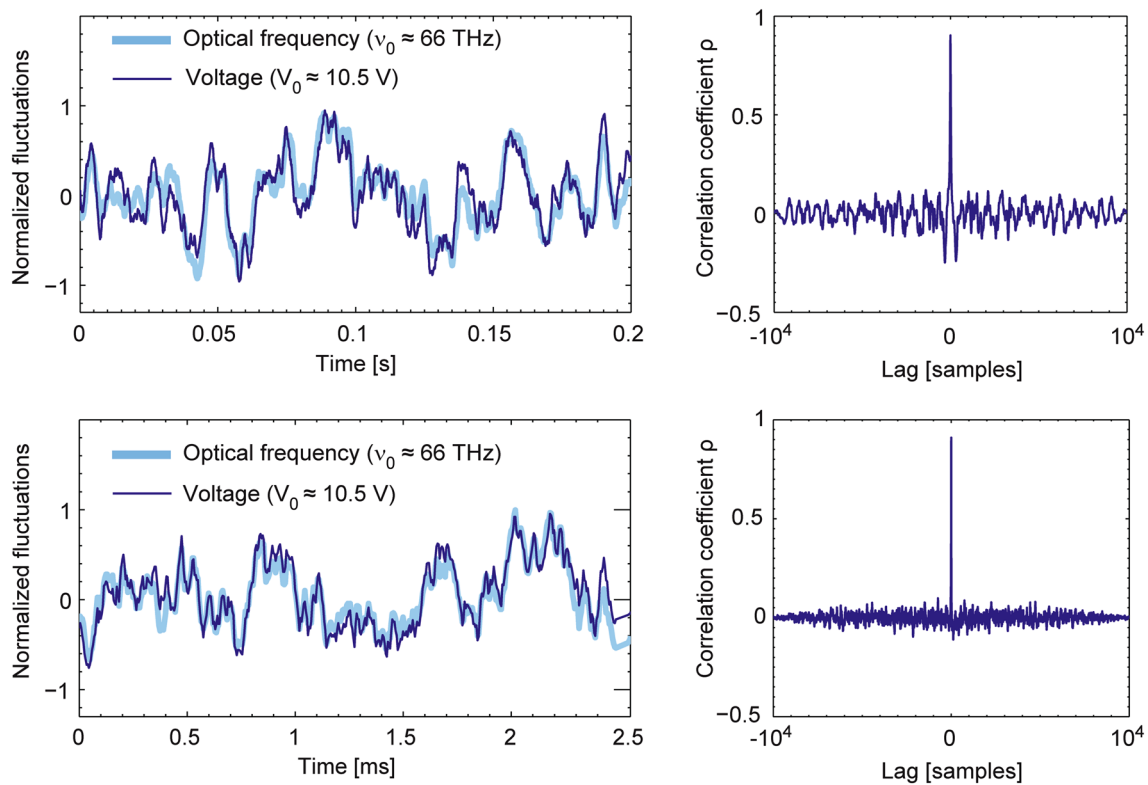 Optical frequency (ν0 ≈ 66 THz)
Voltage (V0 ≈ 10.5 V)
Normalized fluctuations
1
0
−1
0
0.05
0.1
0.15
0.2
Time [s]
Correlation coefficient ρ
1
0.5
0
−0.5
-10^4
0
10^4
Lag [samples]
Optical frequency (ν0 ≈ 66 THz)
Voltage (V0 ≈ 10.5 V)
Normalized fluctuations
1
0
−1
0
0.5
1
1.5
2
2.5
Time [ms]
Correlation coefficient ρ
1
0.5
0
−0.5
-10^4
0
10^4
Lag [samples]